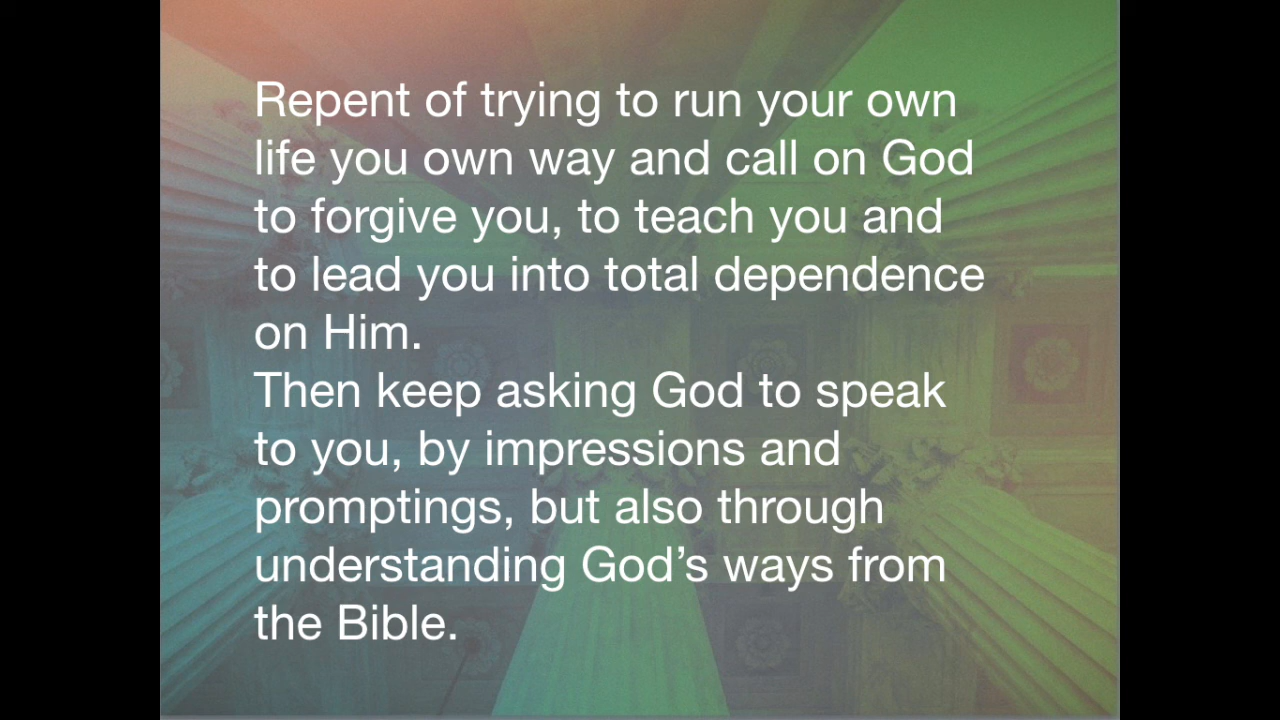 Repent of trying to run your own
life you own way and call on God
to forgive you, to teach you and
to lead you into total dependence
on Him.
Then keep asking God to speak
to you, by impressions and
promptings, but also through
understanding God’s ways from
the Bible.